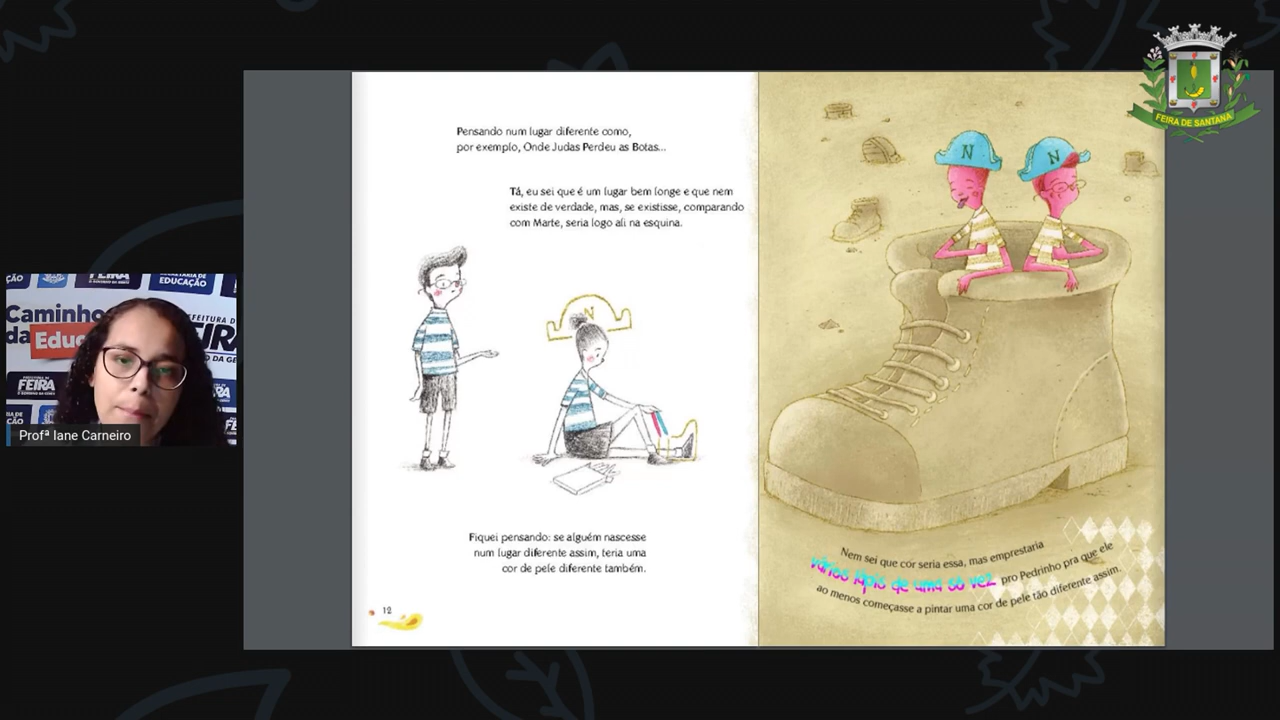 Pensando num lugar diferente como,
por exemplo, Onde Judas Perdeu as Botas...
Tá, eu sei que é um lugar bem longe e que nem
existe de verdade, mas, se existisse, comparando
com Marte, seria logo ali na esquina.
N
Fiquei pensando: se alguém nascesse
num lugar diferente assim, teria uma
cor de pele diferente também.
12
N
N
Nem sei que cor seria essa, mas emprestaria
vários lápis de uma só vez pro Pedrinho pra que ele
ao menos começasse a pintar uma cor de pele tão diferente assim.
FEIRA DE SANTANA
FEIRA
EDUCAÇÃO
Caminho
da Educ
FEIRA
Profª Iane Carneiro